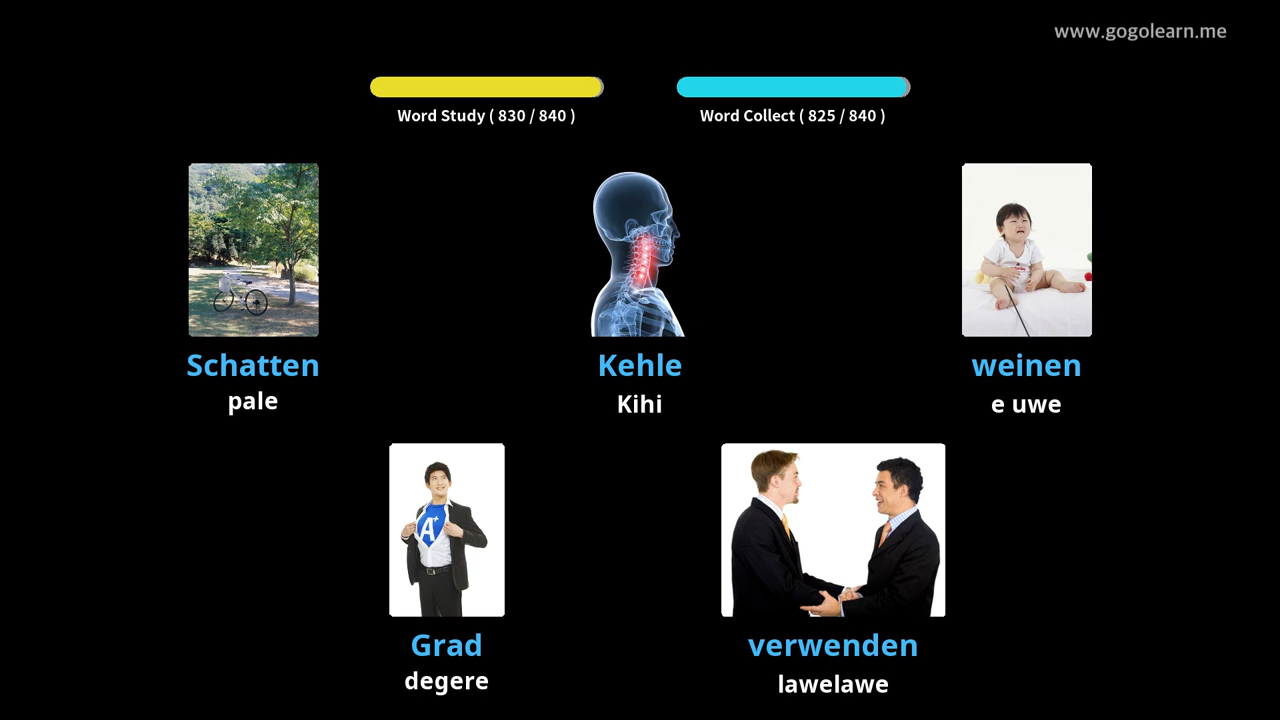 www.gogolearn.me
Word Study ( 830 / 840 )
Word Collect ( 825 / 840 )
Schatten
pale
Kehle
Kihi
weinen
e uwe
A+
Grad
degere
verwenden
lawelawe